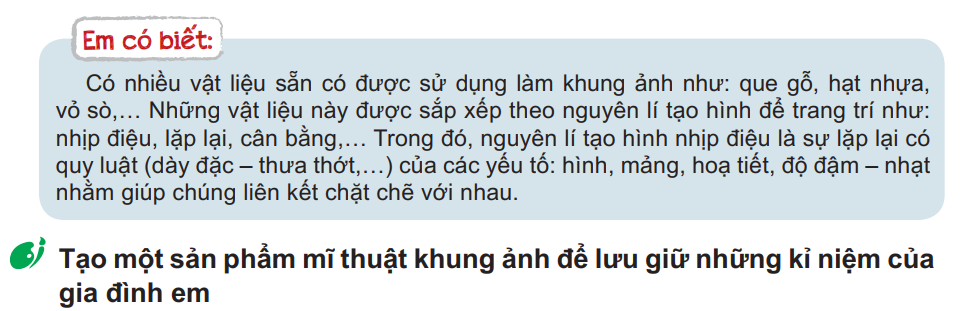 Em có biết:
Có nhiều vật liệu sẵn có được sử dụng làm khung ảnh như: que gỗ, hạt nhựa,
vỏ sò,... Những vật liệu này được sắp xếp theo nguyên lí tạo hình để trang trí như:
nhịp điệu, lặp lại, cân bằng,... Trong đó, nguyên lí tạo hình nhịp điệu là sự lặp lại có
quy luật (dày đặc – thưa thớt,...) của các yếu tố: hình, mảng, hoạ tiết, độ đậm – nhạt
nhằm giúp chúng liên kết chặt chẽ với nhau.
Tạo một sản phẩm mĩ thuật khung ảnh để lưu giữ những kỉ niệm của
gia đình em